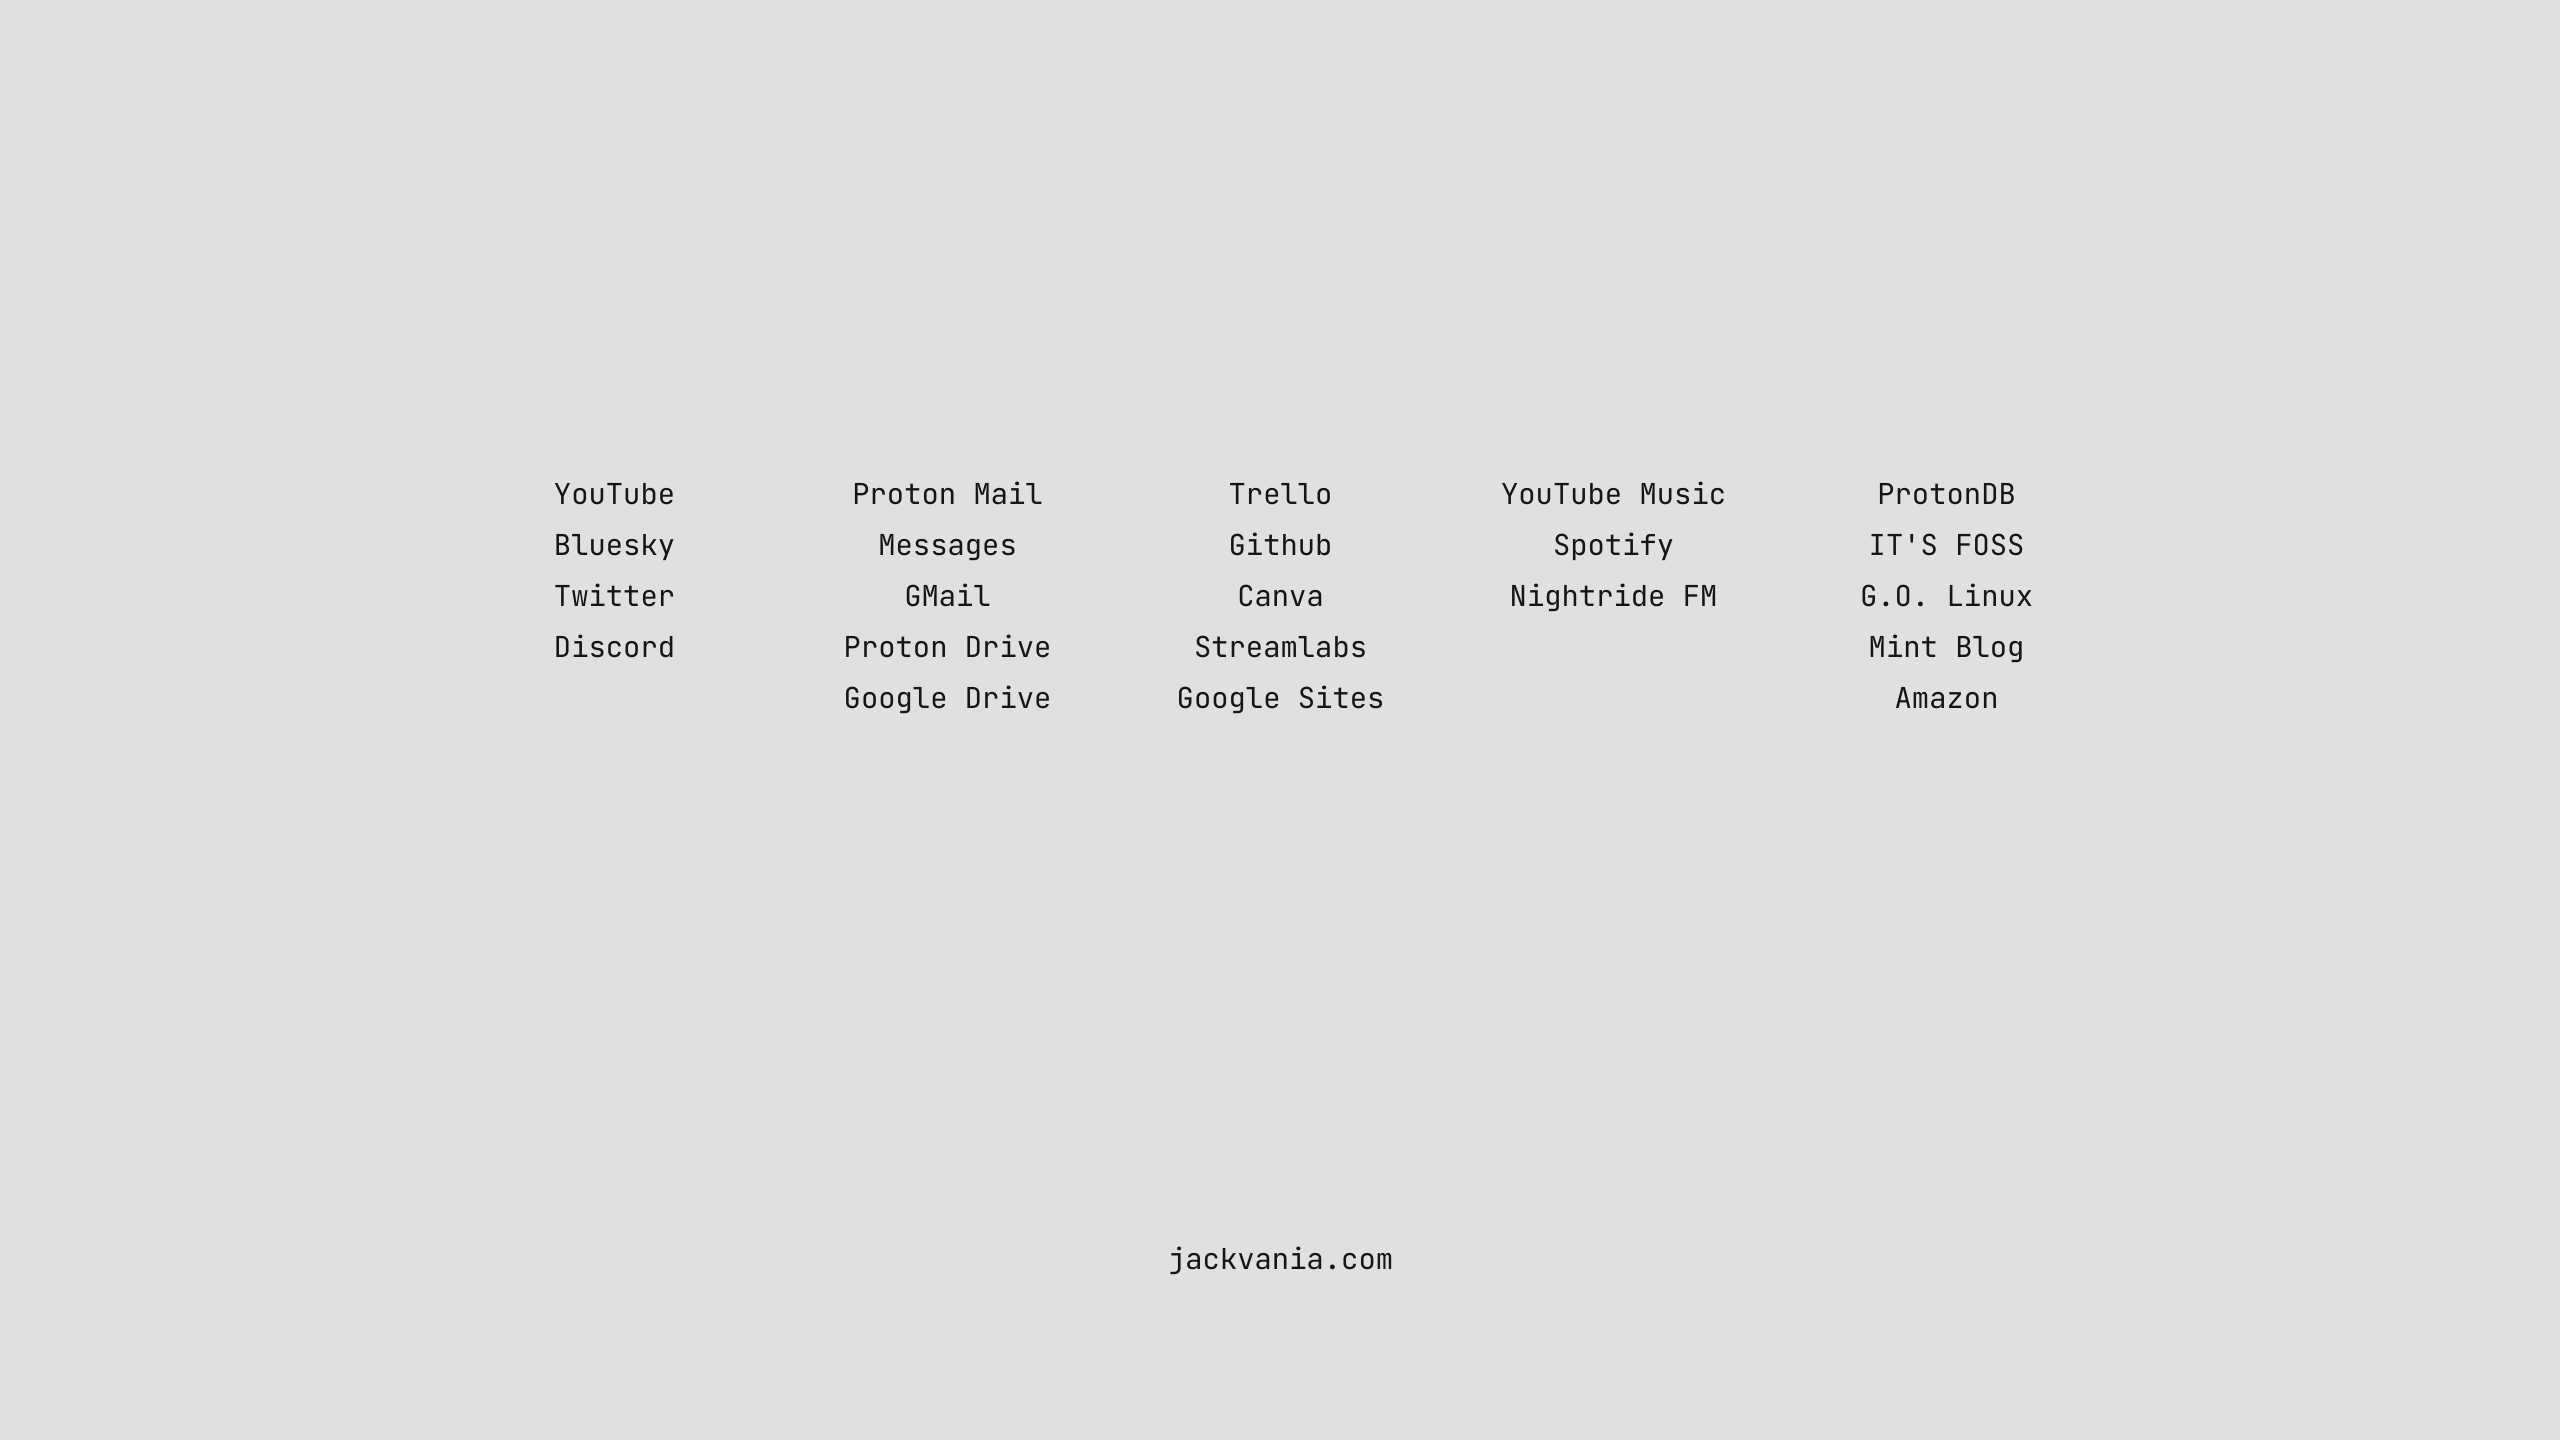 YouTube
Bluesky
Twitter
Discord
Proton Mail
Messages
GMail
Proton Drive
Google Drive
Trello
Github
Canva
Streamlabs
Google Sites
YouTube Music
Spotify
Nightride FM
ProtonDB
IT'S FOSS
G.O. Linux
Mint Blog
Amazon
jackvania.com